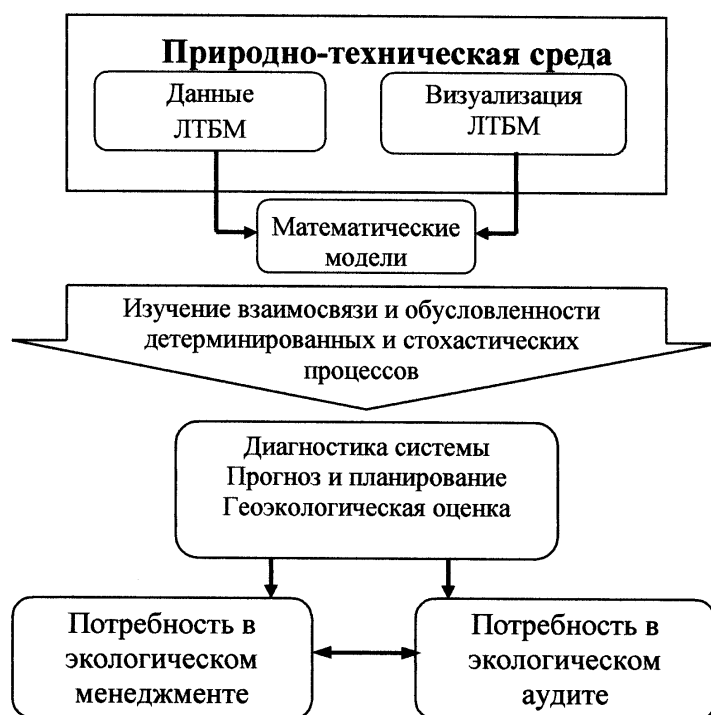 Природно-техническая среда
Данные
ЛТБМ
Визуализация
ЛТБМ
Математические
модели
Изучение взаимосвязи и обусловленности
детерминированных и стохастических
процессов
Диагностика системы
Прогноз и планирование
Геоэкологическая оценка
Потребность в
экологическом
менеджменте
Потребность в
экологическом
аудите